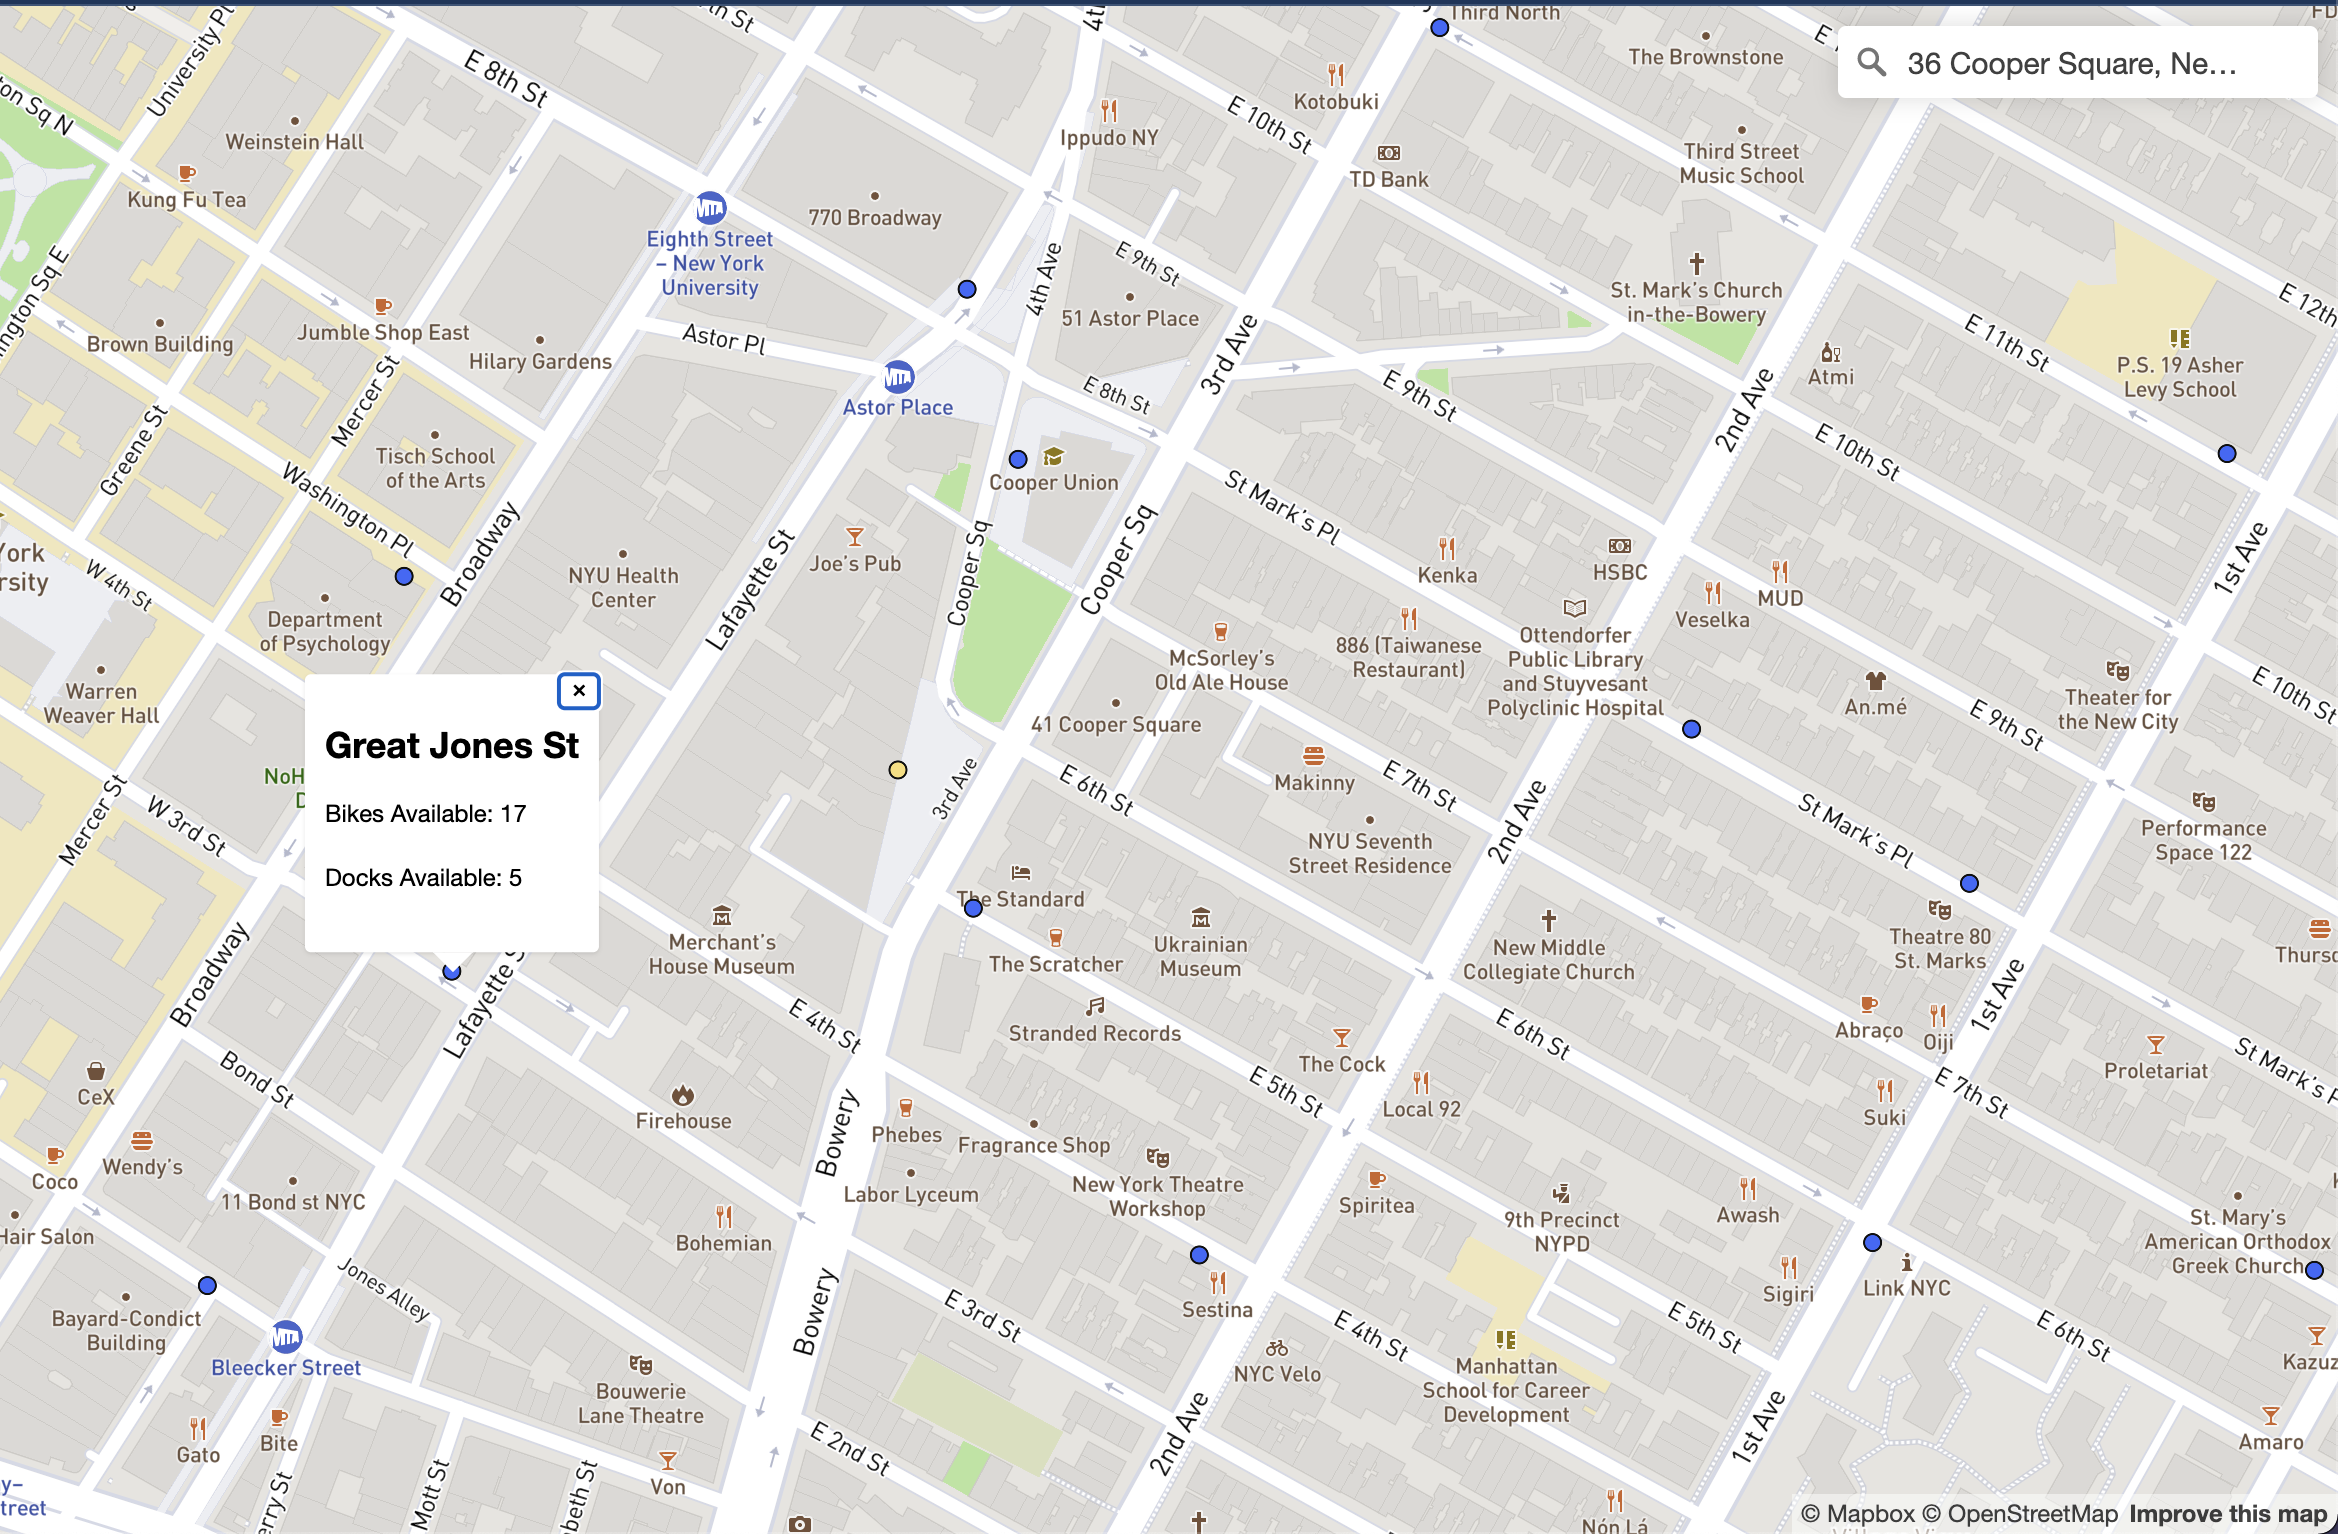 Third North
The Brownstone
36 Cooper Square, Ne...
4th
University Pl
E 8th St
Kotobuki
E 10th St
Ippudo NY
Weinstein Hall
Third Street
Music School
TD Bank
Kung Fu Tea
770 Broadway
MTA
Eighth Street
– New York
University
4th Ave
E 9th St
51 Astor Place
St. Mark's Church
in-the-Bowery
E 12th
E 11th St
P.S. 19 Asher
Levy School
Atmi
Brown Building
Jumble Shop East
Hilary Gardens
Astor Pl
MTA
Astor Place
3rd Ave
E 8th St
E 9th St
2nd Ave
E 10th St
Mercer St
Greene St
Tisch School
of the Arts
Washington Pl
Broadway
Cooper Union
St Mark's Pl
Cooper Sq
Cooper Sq
Joe's Pub
Lafayette St
NYU Health
Center
Kenka
HSBC
MUD
Veselka
1st Ave
W 4th St
Department
of Psychology
McSorley's
Old Ale House
886 (Taiwanese
Restaurant)
Ottendorfer
Public Library
and Stuyvesant
Polyclinic Hospital
An.mé
Theater for
the New City
E 10th St
E 9th St
Warren
Weaver Hall
41 Cooper Square
×
Great Jones St
Bikes Available: 17
Docks Available: 5
NoH
Mercer St
W 3rd St
3rd Ave
E 6th St
Makinny
E 7th St
NYU Seventh
Street Residence
2nd Ave
St Mark's Pl
Performance
Space 122
The Standard
Merchant's
House Museum
The Scratcher
Ukrainian
Museum
New Middle
Collegiate Church
Theatre 80
St. Marks
Broadway
Lafayette S
E 4th St
Stranded Records
The Cock
E 6th St
Abraço
Oiji
1st Ave
Proletariat
St Mark's P
Bond St
CeX
Firehouse
Bowery
Phebes
Fragrance Shop
E 5th St
Local 92
Suki
E 7th St
Wendy's
Coco
11 Bond st NYC
Labor Lyceum
New York Theatre
Workshop
Spiritea
9th Precinct
NYPD
Awash
St. Mary's
American Orthodox
Greek Church
Hair Salon
Bohemian
Jones Alley
Bowery
E 3rd St
Sestina
Sigiri
Link NYC
Bayard-Condict
Building
MTA
Bleecker Street
NYC Velo
E 4th St
E 5th St
E 6th St
Manhattan
School for Career
Development
Kazuz
Bouwerie
Lane Theatre
Gato
Bite
Von
E 2nd St
2nd Ave
1st Ave
Amaro
Mott St
Nón Lá
© Mapbox © OpenStreetMap Improve this map